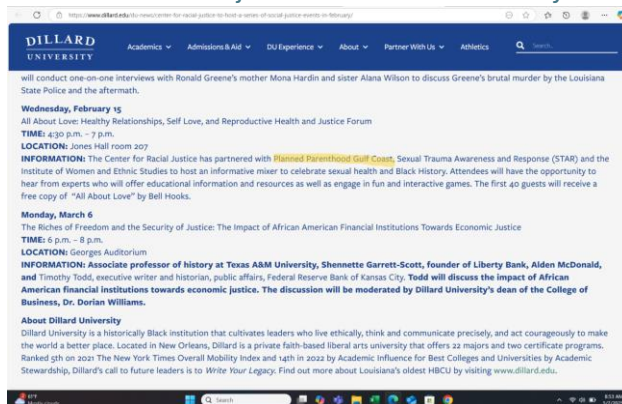 https://www.dillard.edu/du-news/center-for-racial-justice-to-host-a-series-of-social-justice-events-in-february/
DILLARD
UNIVERSITY
Academics Admissions & Aid DU Experience About Partner With Us Athletics Search...
will conduct one-on-one interviews with Ronald Greene's mother Mona Hardin and sister Alana Wilson to discuss Greene's brutal murder by the Louisiana
State Police and the aftermath.
Wednesday, February 15
All About Love: Healthy Relationships, Self Love, and Reproductive Health and Justice Forum
TIME: 4:30 p.m. – 7 p.m.
LOCATION: Jones Hall room 207
INFORMATION: The Center for Racial Justice has partnered with Planned Parenthood Gulf Coast, Sexual Trauma Awareness and Response (STAR) and the
Institute of Women and Ethnic Studies to host an informative mixer to celebrate sexual health and Black History. Attendees will have the opportunity to
hear from experts who will offer educational information and resources as well as engage in fun and interactive games. The first 40 guests will receive a
free copy of "All About Love" by Bell Hooks.
Monday, March 6
The Riches of Freedom and the Security of Justice: The Impact of African American Financial Institutions Towards Economic Justice
TIME: 6 p.m. – 8 p.m.
LOCATION: Georges Auditorium
INFORMATION: Associate professor of history at Texas A&M University, Shennette Garrett-Scott, founder of Liberty Bank, Alden McDonald,
and Timothy Todd, executive writer and historian, public affairs, Federal Reserve Bank of Kansas City. Todd will discuss the impact of African
American financial institutions towards economic justice. The discussion will be moderated by Dillard University's dean of the College of
Business, Dr. Dorian Williams.
About Dillard University
Dillard University is a historically Black institution that cultivates leaders who live ethically, think and communicate precisely, and act courageously to make
the world a better place. Located in New Orleans, Dillard is a private faith-based liberal arts university that offers 22 majors and two certificate programs.
Ranked 5th on 2021 The New York Times Overall Mobility Index and 14th in 2022 by Academic Influence for Best Colleges and Universities by Academic
Stewardship, Dillard's call to future leaders is to Write Your Legacy. Find out more about Louisiana's oldest HBCU by visiting www.dillard.edu.
Search
8:53 AM